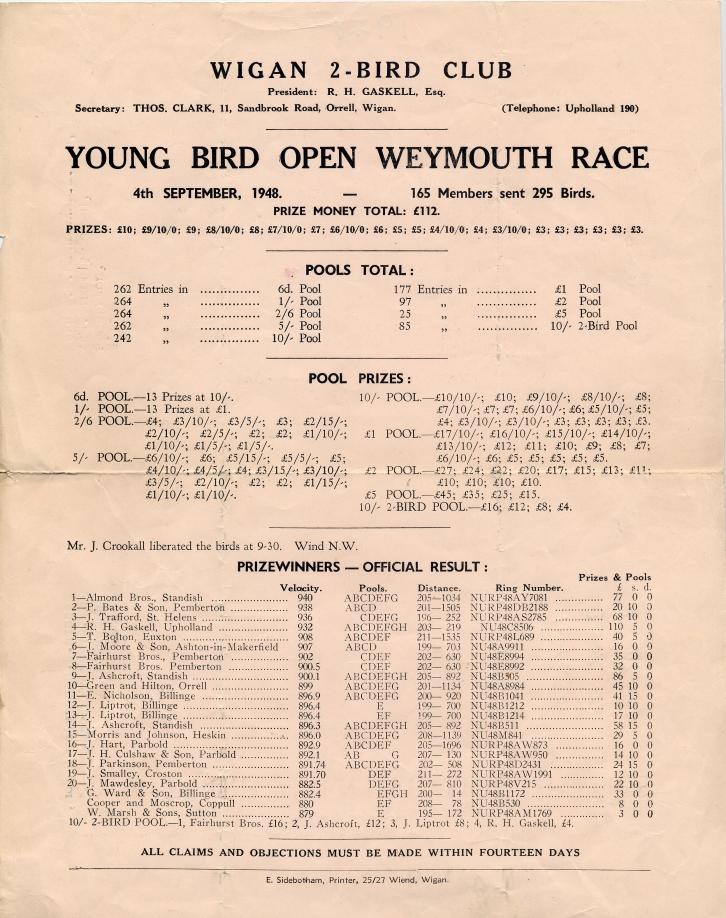 WIGAN 2-BIRD CLUB
President: R. H. GASKELL, Esq.
Secretary: THOS. CLARK, 11, Sandbrook Road, Orrell, Wigan. (Telephone: Upholland 190)
YOUNG BIRD OPEN WEYMOUTH RACE
4th SEPTEMBER, 1948. — 165 Members sent 295 Birds.
PRIZE MONEY TOTAL: £112.
PRIZES: £10; £9/10/0; £9; £8/10/0; £8; £7/10/0; £7; £6/10/0; £6; £5; £5; £4/10/0; £4; £3/10/0; £3; £3; £3; £3; £3; £3.
POOLS TOTAL:
262 Entries in .............. 6d. Pool 177 Entries in .............. £1 Pool
264 „ .............. 1/- Pool 97 „ .............. £2 Pool
264 „ .............. 2/6 Pool 25 „ .............. £5 Pool
262 „ .............. 5/- Pool 85 „ .............. 10/- 2-Bird Pool
242 „ .............. 10/- Pool
POOL PRIZES:
6d. POOL.—13 Prizes at 10/-.
1/- POOL.—13 Prizes at £1.
2/6 POOL.—£4; £3/10/-; £3/5/-; £3; £2/15/-;
£2/10/-; £2/5/-; £2; £2; £1/10/-;
£1/10/-; £1/5/-; £1/5/-.
5/- POOL.—£6/10/-; £6; £5/15/-; £5/5/-; £5;
£4/10/-; £4/5/-; £4; £3/15/-; £3/10/-;
£3/5/-; £2/10/-; £2; £2; £1/15/-;
£1/10/-; £1/10/-.
10/- POOL.—£10/10/-; £10; £9/10/-; £8/10/-; £8;
£7/10/-; £7; £7; £6/10/-; £6; £5/10/-; £5;
£4; £3/10/-; £3/10/-; £3; £3; £3; £3; £3.
£1 POOL.—£17/10/-; £16/10/-; £15/10/-; £14/10/-;
£13/10/-; £12; £11; £10; £9; £8; £7;
£6/10/-; £6; £5; £5; £5; £5; £5.
£2 POOL.—£27; £24; £22; £20; £17; £15; £13; £11;
£10; £10; £10; £10.
£5 POOL.—£45; £35; £25; £15.
10/- 2-BIRD POOL.—£16; £12; £8; £4.
Mr. J. Crookall liberated the birds at 9-30. Wind N.W.
PRIZEWINNERS — OFFICIAL RESULT:
Prizes & Pools
Velocity. Pools. Distance. Ring Number. £ s. d.
1—Almond Bros., Standish 940 ABCDEFG 205—1034 NURP48AY7081 77 0 0
2—P. Bates & Son, Pemberton 938 ABCD 201—1505 NURP48DB2188 20 10 0
3—J. Trafford, St. Helens 936 CDEFG 196— 252 NURP48AS2785 68 10 0
4—R. H. Gaskell, Upholland 932 ABCDEFGH 203— 219 NU48C8506 110 5 0
5—T. Bolton, Euxton 908 ABCDEF 211—1535 NURP48L689 40 5 0
6—J. Moore & Son, Ashton-in-Makerfield 907 ABCD 199— 703 NU48A9911 16 0 0
7—Fairhurst Bros., Pemberton 902 CDEF 202— 630 NU48E8994 35 0 0
8—Fairhurst Bros. Pemberton 900.5 CDEF 202— 630 NU48E8992 32 0 0
9—J. Ashcroft, Standish 900.1 ABCDEFGH 205— 892 NU48B305 86 5 0
10—Green and Hilton, Orrell 899 ABCDEFG 201—1134 NU48A8984 45 10 0
11—E. Nicholson, Billinge 896.9 ABCDEFG 200— 920 NU48B1041 41 15 0
12—J. Liptrot, Billinge 896.4 E 199— 700 NU48B1212 10 10 0
13—J. Liptrot, Billinge 896.4 EF 199— 700 NU48B1214 17 10 0
14—J. Ashcroft, Standish 896.3 ABCDEFGH 205— 892 NU48B511 58 15 0
15—Morris and Johnson, Heskin 896.0 ABCDEFG 208—1139 NU48M841 29 5 0
16—J. Hart, Parbold 892.9 ABCDEF 205—1696 NURP48AW873 16 0 0
17—J. H. Culshaw & Son, Parbold 892.1 AB G 207— 130 NURP48AW950 14 10 0
18—J. Parkinson, Pemberton 891.74 ABCDEFG 202— 508 NURP48D2431 24 15 0
19—J. Smalley, Croston 891.70 DEF 211— 272 NURP48AW1991 12 10 0
20—J. Mawdesley, Parbold 882.5 DEFG 207— 810 NURP48V215 22 10 0
G. Ward & Son, Billinge 882.4 EFGH 200— 14 NU48B1172 33 0 0
Cooper and Moscrop, Coppull 880 EF 208— 78 NU48B530 8 0 0
W. Marsh & Sons, Sutton 879 E 195— 172 NURP48AM1769 3 0 0
10/- 2-BIRD POOL.—1, Fairhurst Bros. £16; 2, J. Ashcroft, £12; 3, J. Liptrot £8; 4, R. H. Gaskell, £4.
ALL CLAIMS AND OBJECTIONS MUST BE MADE WITHIN FOURTEEN DAYS
E. Sidebotham, Printer, 25/27 Wiend, Wigan.